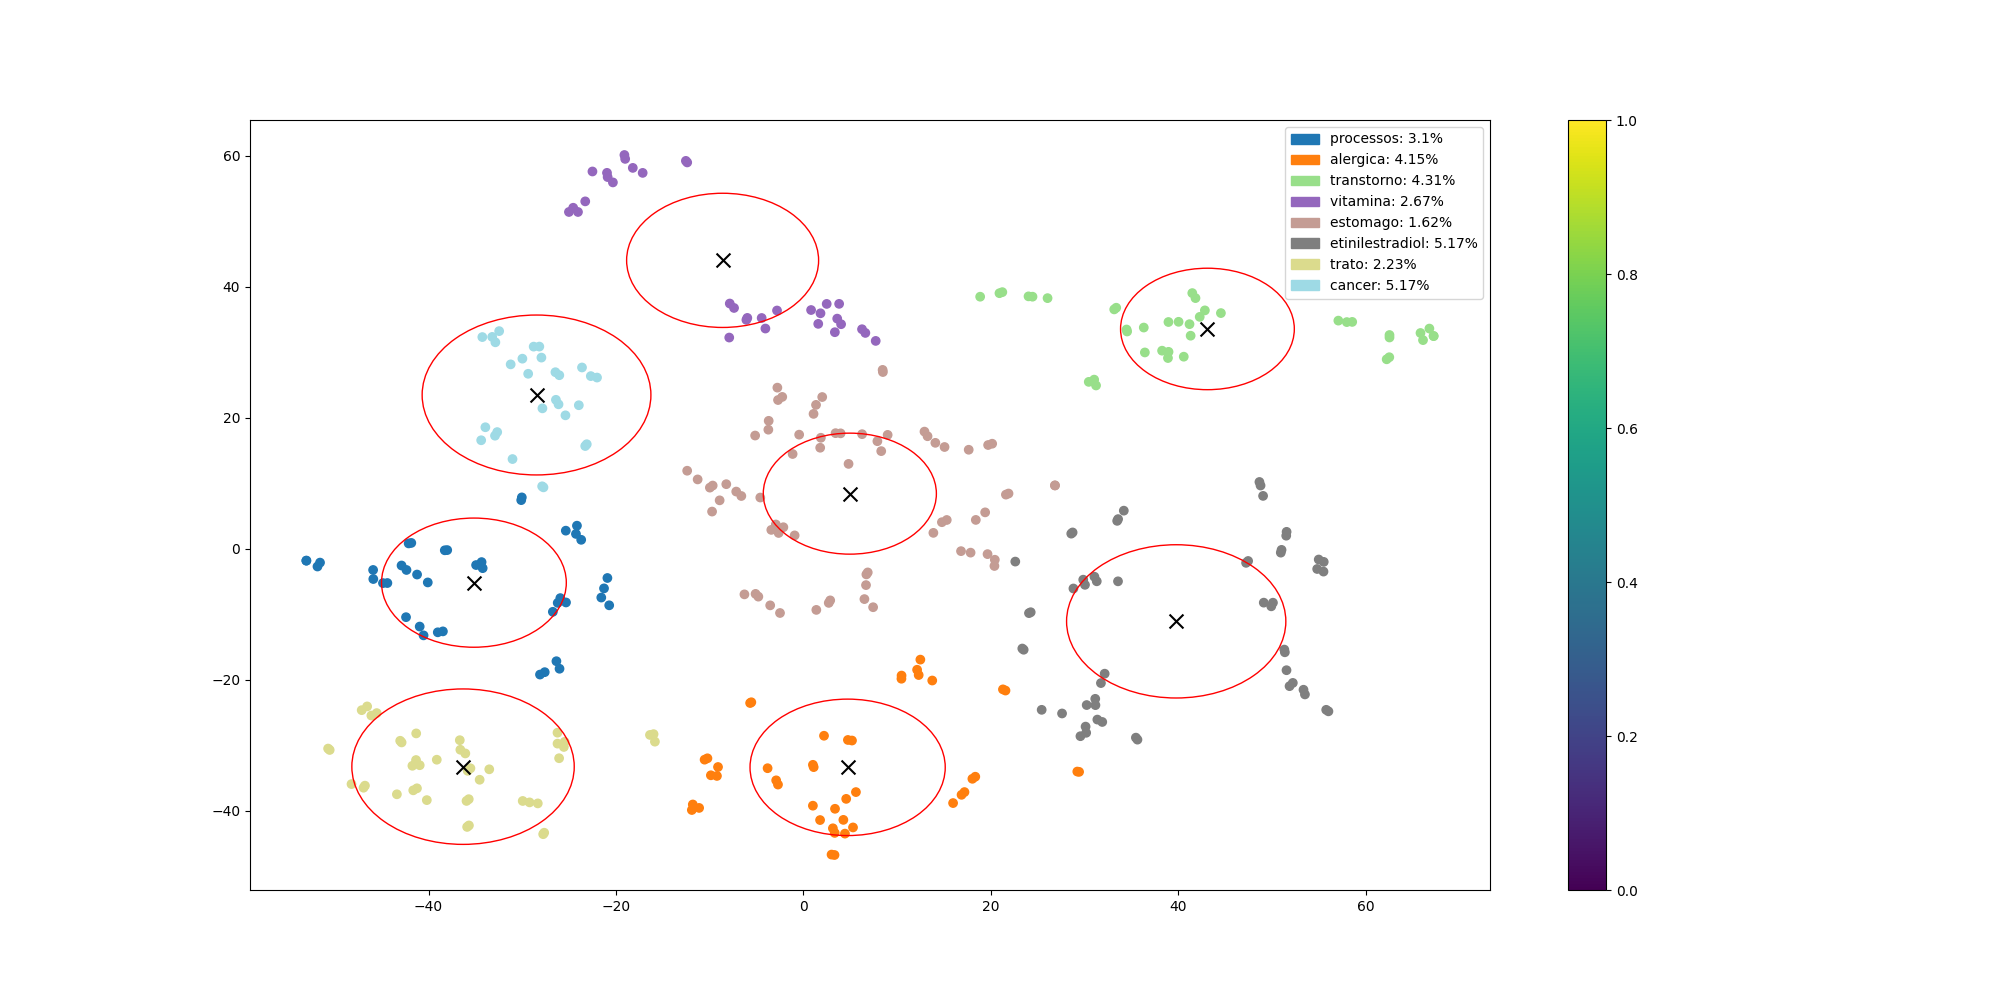 processos: 3.1%
alergica: 4.15%
transtorno: 4.31%
vitamina: 2.67%
estomago: 1.62%
etinilestradiol: 5.17%
trato: 2.23%
cancer: 5.17%
60
40
20
0
−20
−40
−40 −20 0 20 40 60
1.0
0.8
0.6
0.4
0.2
0.0